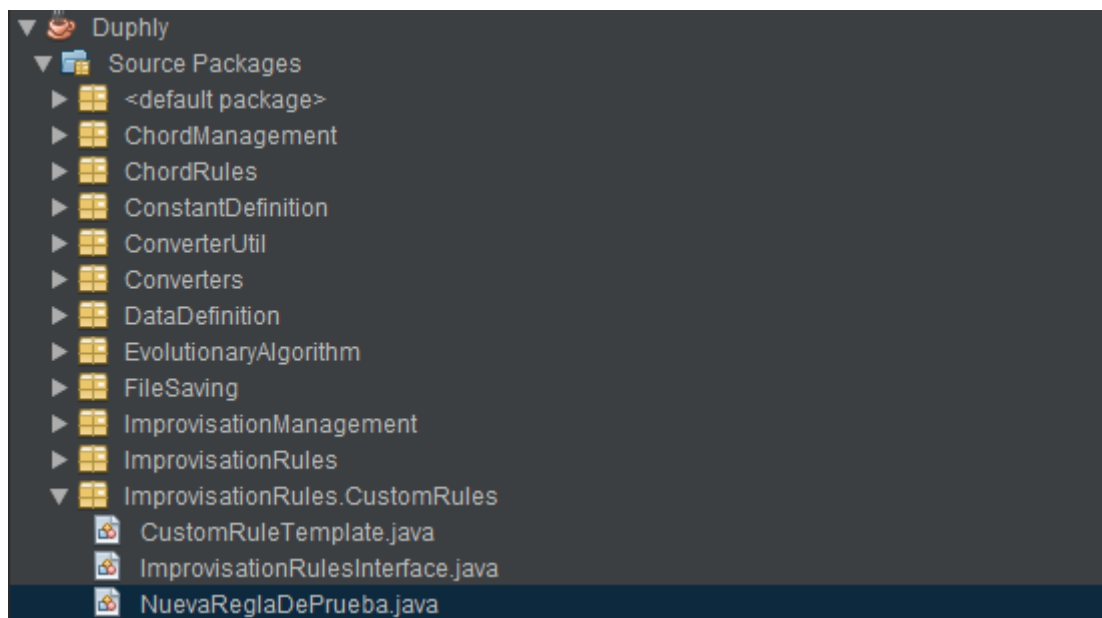 Duphly
Source Packages
<default package>
ChordManagement
ChordRules
ConstantDefinition
ConverterUtil
Converters
DataDefinition
EvolutionaryAlgorithm
FileSaving
ImprovisationManagement
ImprovisationRules
ImprovisationRules.CustomRules
CustomRuleTemplate.java
ImprovisationRulesInterface.java
NuevaReglaDePrueba.java